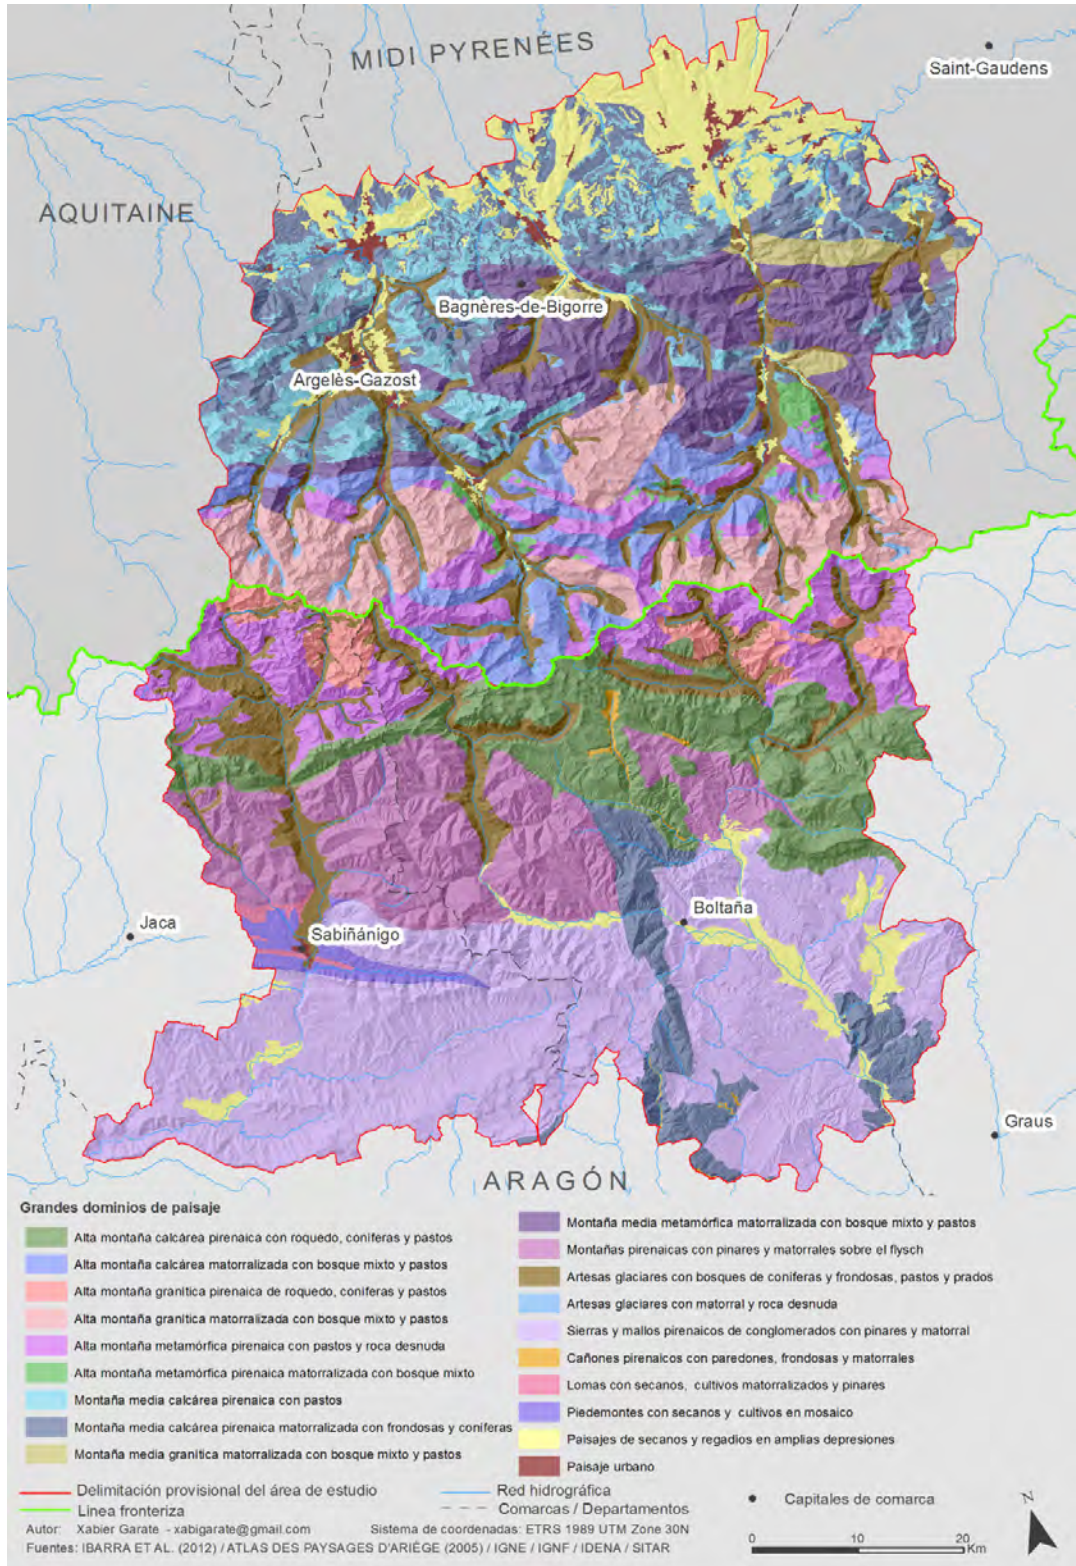 MIDI PYRENÉES
Saint-Gaudens
AQUITAINE
Bagnères-de-Bigorre
Argelès-Gazost
Jaca
Sabiñánigo
Boltaña
Graus
ARAGÓN
Grandes dominios de paisaje
Alta montaña calcárea pirenaica con roquedo, coníferas y pastos
Alta montaña calcárea matorralizada con bosque mixto y pastos
Alta montaña granítica pirenaica de roquedo, coníferas y pastos
Alta montaña granítica matorralizada con bosque mixto y pastos
Alta montaña metamórfica pirenaica con pastos y roca desnuda
Alta montaña metamórfica pirenaica matorralizada con bosque mixto
Montaña media calcárea pirenaica con pastos
Montaña media calcárea pirenaica matorralizada con frondosas y coníferas
Montaña media granítica matorralizada con bosque mixto y pastos
Montaña media metamórfica matorralizada con bosque mixto y pastos
Montañas pirenaicas con pinares y matorrales sobre el flysch
Artesas glaciares con bosques de coníferas y frondosas, pastos y prados
Artesas glaciares con matorral y roca desnuda
Sierras y mallos pirenaicos de conglomerados con pinares y matorral
Cañones pirenaicos con paredones, frondosas y matorrales
Lomas con secanos, cultivos matorralizados y pinares
Piedemontes con secanos y cultivos en mosaico
Paisajes de secanos y regadios en amplias depresiones
Paisaje urbano
Delimitación provisional del área de estudio
Línea fronteriza
Red hidrográfica
Comarcas / Departamentos
Capitales de comarca
N
Autor: Xabier Garate - xabigarate@gmail.com
Sistema de coordenadas: ETRS 1989 UTM Zone 30N
Fuentes: IBARRA ET AL. (2012) / ATLAS DES PAYSAGES D'ARIÈGE (2005) / IGNE / IGNF / IDENA / SITAR
0 10 20
Km